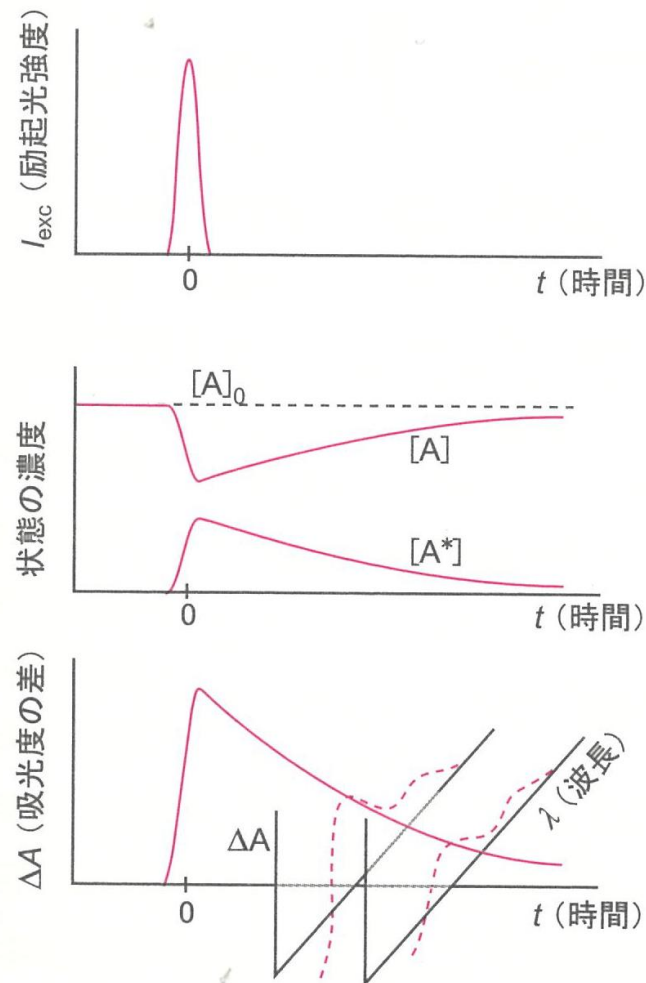 I_exc (励起光強度)
0
t (時間)
[A]₀
[A]
[A*]
状態の濃度
0
t (時間)
ΔA (吸光度の差)
λ (波長)
ΔA
0
t (時間)